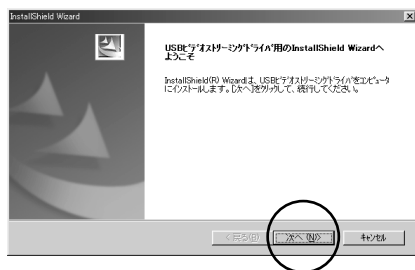 InstallShield Wizard
USBﾋﾞﾃﾞｵｽﾄﾘｰﾐﾝｸﾞﾄﾞﾗｲﾊﾞ用のInstallShield Wizardへ
ようこそ
InstallShield(R) Wizardは、USBﾋﾞﾃﾞｵｽﾄﾘｰﾐﾝｸﾞﾄﾞﾗｲﾊﾞをｺﾝﾋﾟｭｰﾀ
にｲﾝｽﾄｰﾙします。[次へ]をｸﾘｯｸして、続行してください。
< 戻る(B) 次へ (N)> ｷｬﾝｾﾙ